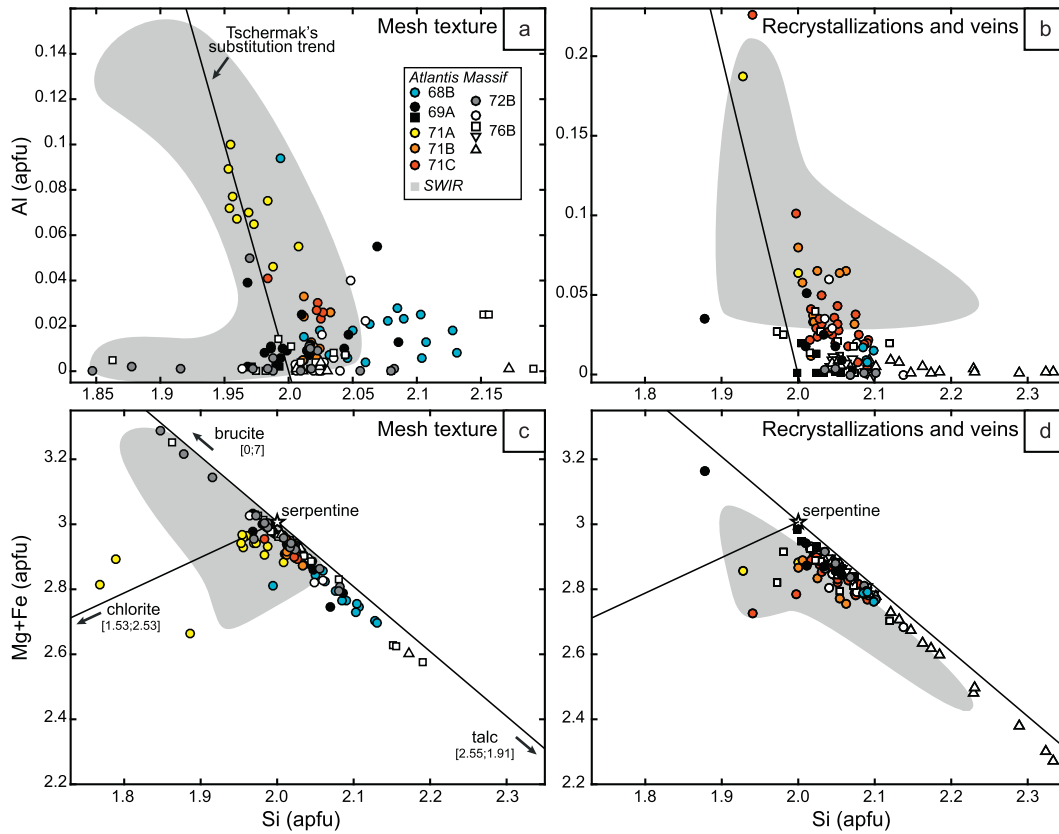 Mesh texture
a
Tschermak's
substitution trend
Atlantis Massif
68B
69A
71A
71B
71C
72B
76B
SWIR
0.14
0.12
0.1
0.08
0.06
0.04
0.02
0
Al (apfu)
1.85
1.9
1.95
2.0
2.05
2.1
2.15
Recrystallizations and veins
b
0.2
0.15
0.1
0.05
0
1.8
1.9
2.0
2.1
2.2
2.3
Mesh texture
c
brucite
[0;7]
serpentine
chlorite
[1.53;2.53]
talc
[2.55;1.91]
3.2
3
2.8
2.6
2.4
2.2
Mg+Fe (apfu)
1.8
1.9
2.0
2.1
2.2
2.3
Si (apfu)
Recrystallizations and veins
d
serpentine
3.2
3
2.8
2.6
2.4
2.2
1.8
1.9
2.0
2.1
2.2
2.3
Si (apfu)